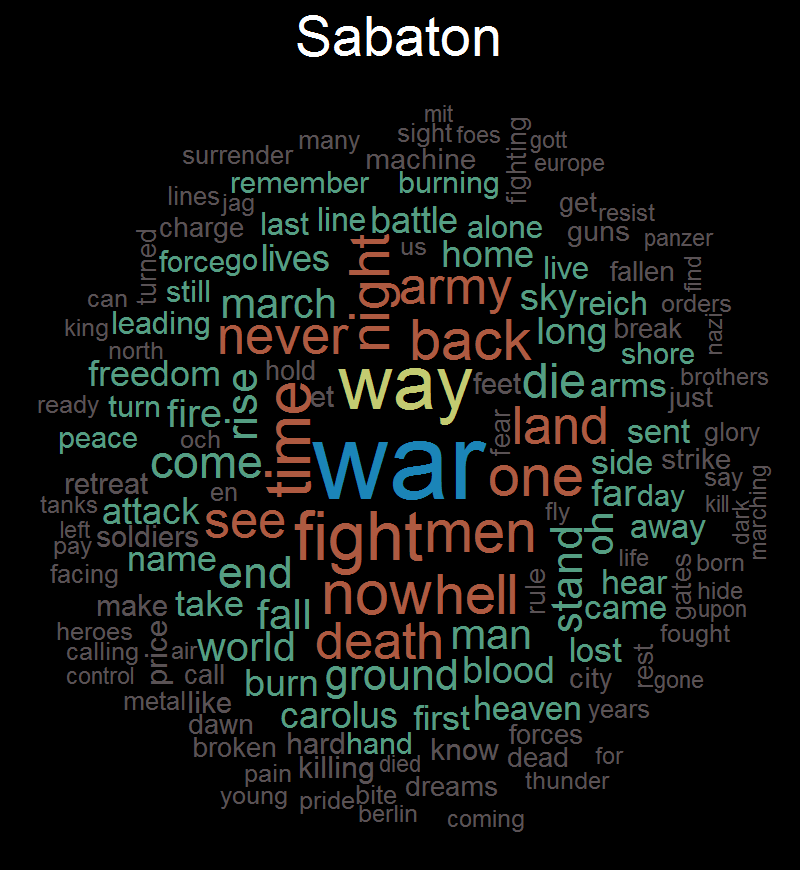 Sabaton
mit
sight foes
many
gott
surrender
machine
fighting
europe
remember burning
lines jag
get resist
charge
last line battle alone
guns
panzer
turned
force go lives
night
us
home
live
fallen
find
still
march
army
sky reich
orders
can
king
leading
never
back
long
break
nazi
north
shore
freedom
hold
et
way
feet
die
arms
brothers
just
ready turn fire
rise
time
fear
land
sent
glory
peace
och
come
war
one
side
strike
retreat
en
far day
say
kill
dark
marching
tanks
attack
see
fight men
fly
oh
away
left
pay
soldiers
name
end
stand
life
born
facing
now hell
rule
hear
gates
hide
make
take
fall
came
upon
heroes
death
man
fought
calling
price
air
world
lost
rest
control
call
burn
ground
blood
city
gone
metal like
carolus
first heaven
years
dawn
forces
broken
hard hand
know
dead
for
pain
killing
died
dreams
thunder
young
pride bite
berlin
coming